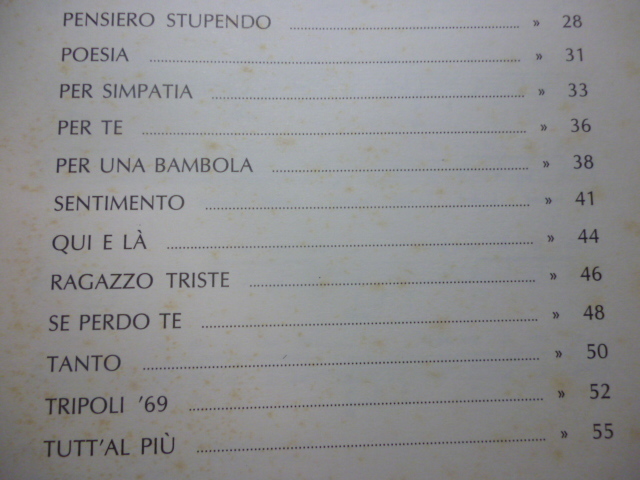 PENSIERO STUPENDO ........................................ » 28
POESIA ........................................ » 31
PER SIMPATIA ........................................ » 33
PER TE ........................................ » 36
PER UNA BAMBOLA ........................................ » 38
SENTIMENTO ........................................ » 41
QUI E LÀ ........................................ » 44
RAGAZZO TRISTE ........................................ » 46
SE PERDO TE ........................................ » 48
TANTO ........................................ » 50
TRIPOLI '69 ........................................ » 52
TUTT'AL PIÙ ........................................ » 55